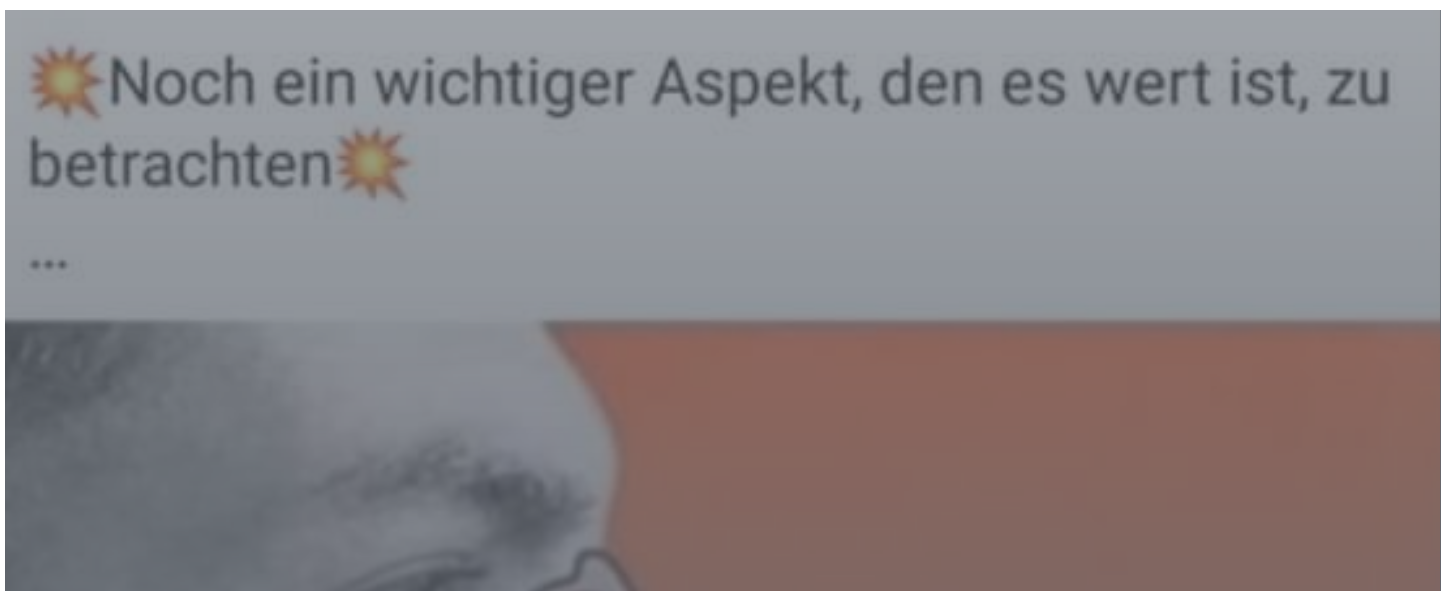 💥Noch ein wichtiger Aspekt, den es wert ist, zu
betrachten💥
...